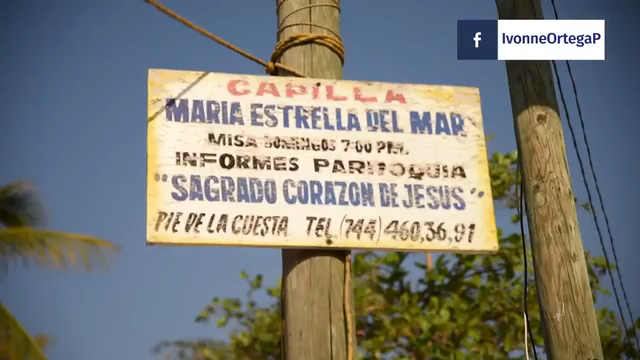 f IvonneOrtegaP
CAPILLA
MARIA ESTRELLA DEL MAR
MISA DOMINGOS 7:00 PM.
INFORMES PARROQUIA
"SAGRADO CORAZON DE JESUS"
PIE DE LA CUESTA TEL. (744) 460,36,91